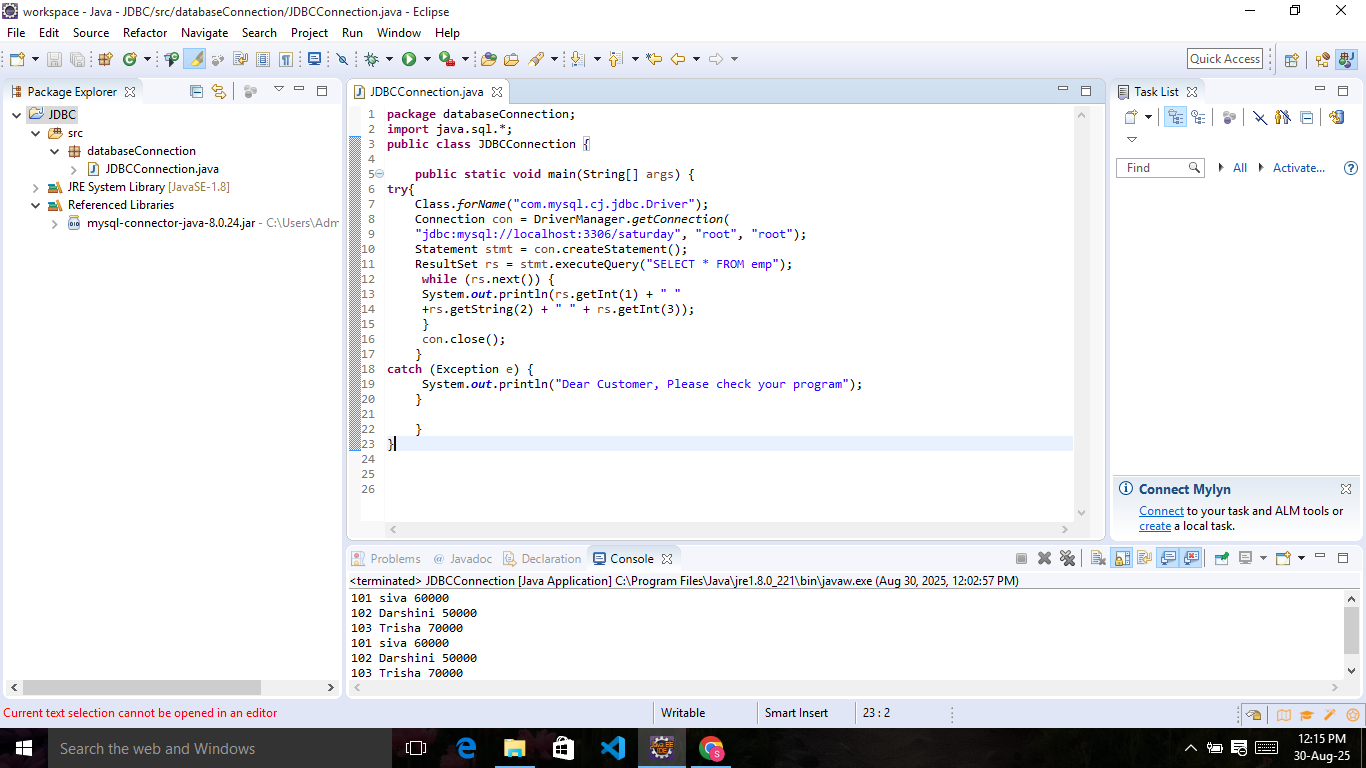 workspace - Java - JDBC/src/databaseConnection/JDBCConnection.java - Eclipse
File Edit Source Refactor Navigate Search Project Run Window Help
Quick Access
Package Explorer
JDBC
src
databaseConnection
JDBCConnection.java
JRE System Library [JavaSE-1.8]
Referenced Libraries
mysql-connector-java-8.0.24.jar - C:\Users\Adm
JDBCConnection.java
1 package databaseConnection;
2 import java.sql.*;
3 public class JDBCConnection {
4
5 public static void main(String[] args) {
6 try{
7 Class.forName("com.mysql.cj.jdbc.Driver");
8 Connection con = DriverManager.getConnection(
9 "jdbc:mysql://localhost:3306/saturday", "root", "root");
10 Statement stmt = con.createStatement();
11 ResultSet rs = stmt.executeQuery("SELECT * FROM emp");
12 while (rs.next()) {
13 System.out.println(rs.getInt(1) + " "
14 +rs.getString(2) + " " + rs.getInt(3));
15 }
16 con.close();
17 }
18 catch (Exception e) {
19 System.out.println("Dear Customer, Please check your program");
20 }
21
22 }
23 }
24
25
26
Task List
Find All Activate...
Connect Mylyn
Connect to your task and ALM tools or
create a local task.
Problems Javadoc Declaration Console
<terminated> JDBCConnection [Java Application] C:\Program Files\Java\jre1.8.0_221\bin\javaw.exe (Aug 30, 2025, 12:02:57 PM)
101 siva 60000
102 Darshini 50000
103 Trisha 70000
101 siva 60000
102 Darshini 50000
103 Trisha 70000
Current text selection cannot be opened in an editor
Writable Smart Insert 23 : 2
Search the web and Windows
12:15 PM
30-Aug-25